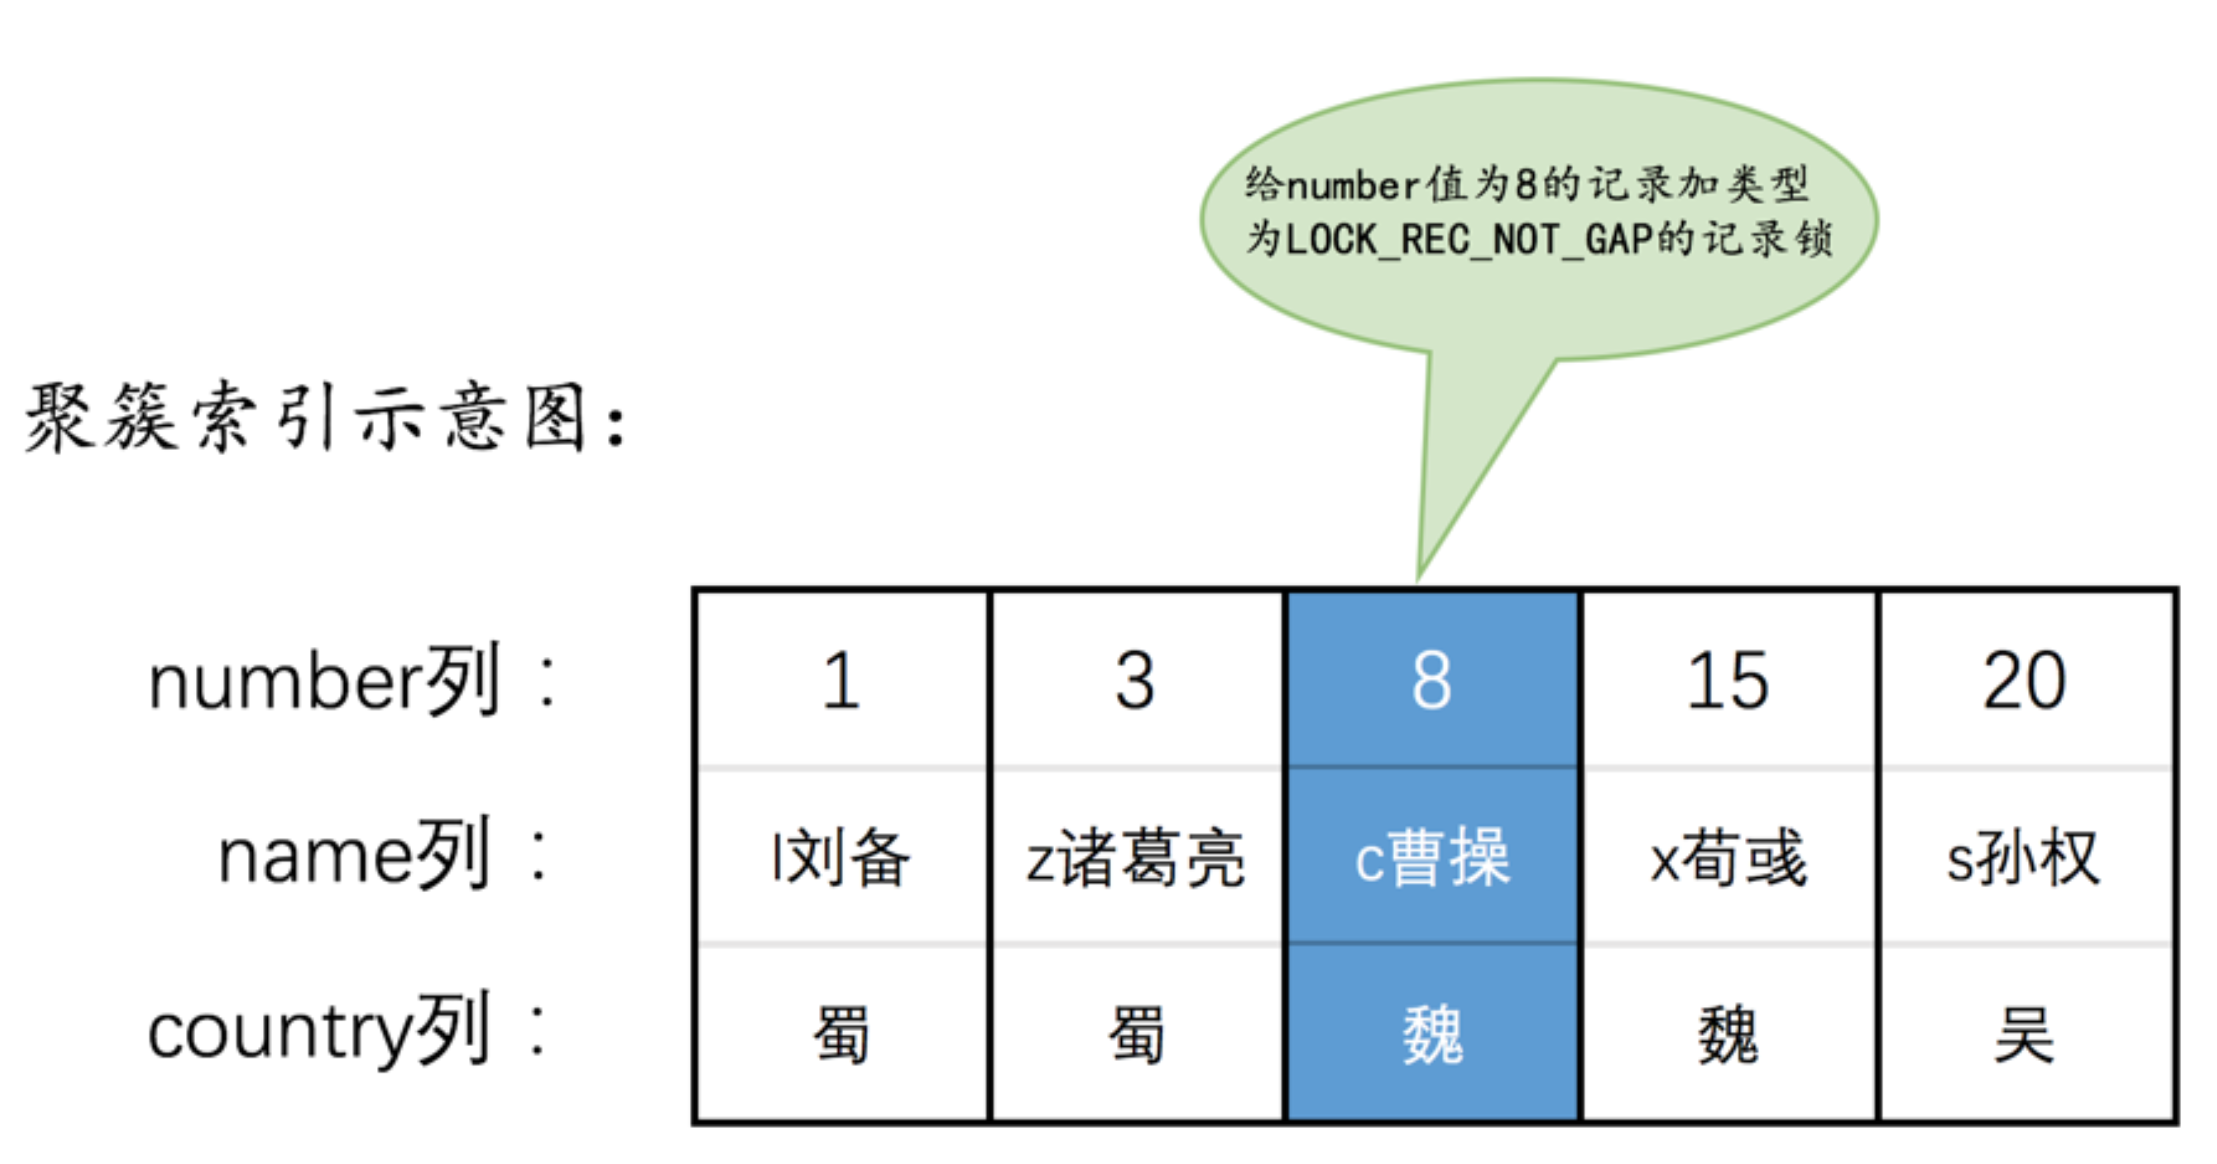 给number值为8的记录加类型
为LOCK_REC_NOT_GAP的记录锁
聚簇索引示意图：
number列： 1 3 8 15 20
name列： l刘备 z诸葛亮 c曹操 x荀彧 s孙权
country列： 蜀 蜀 魏 魏 吴